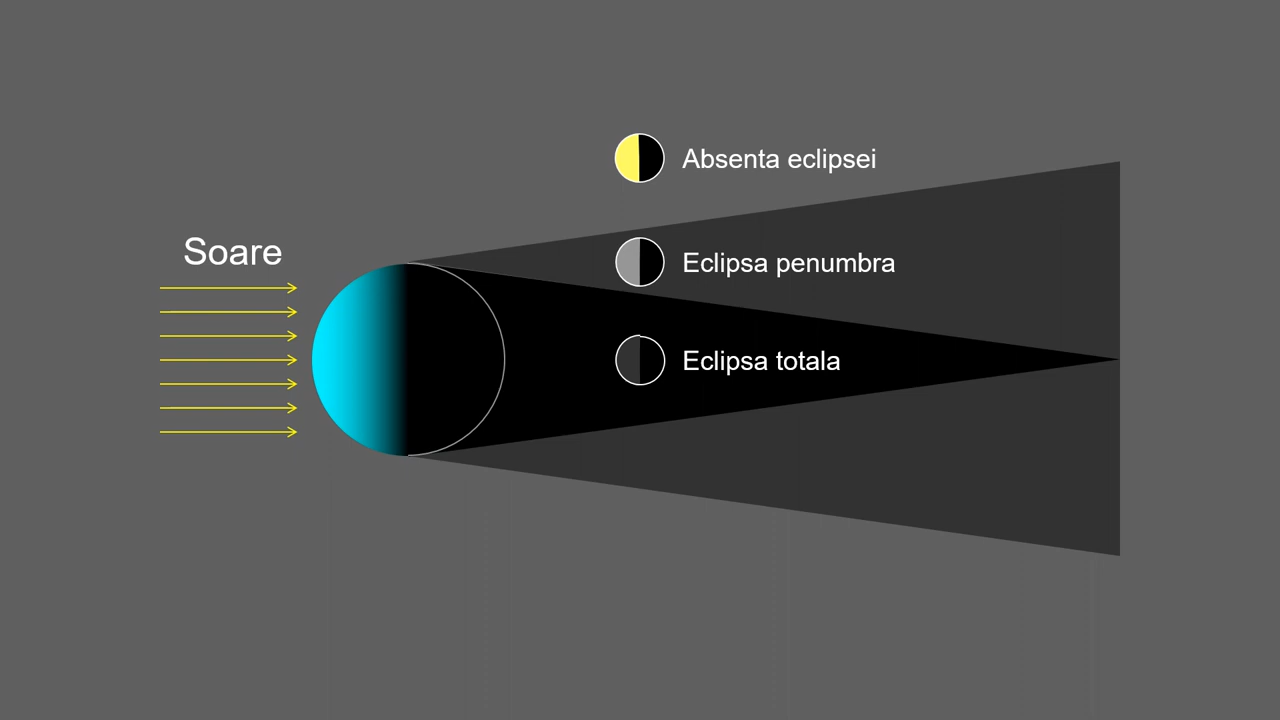 Absenta eclipsei
Soare
Eclipsa penumbra
Eclipsa totala